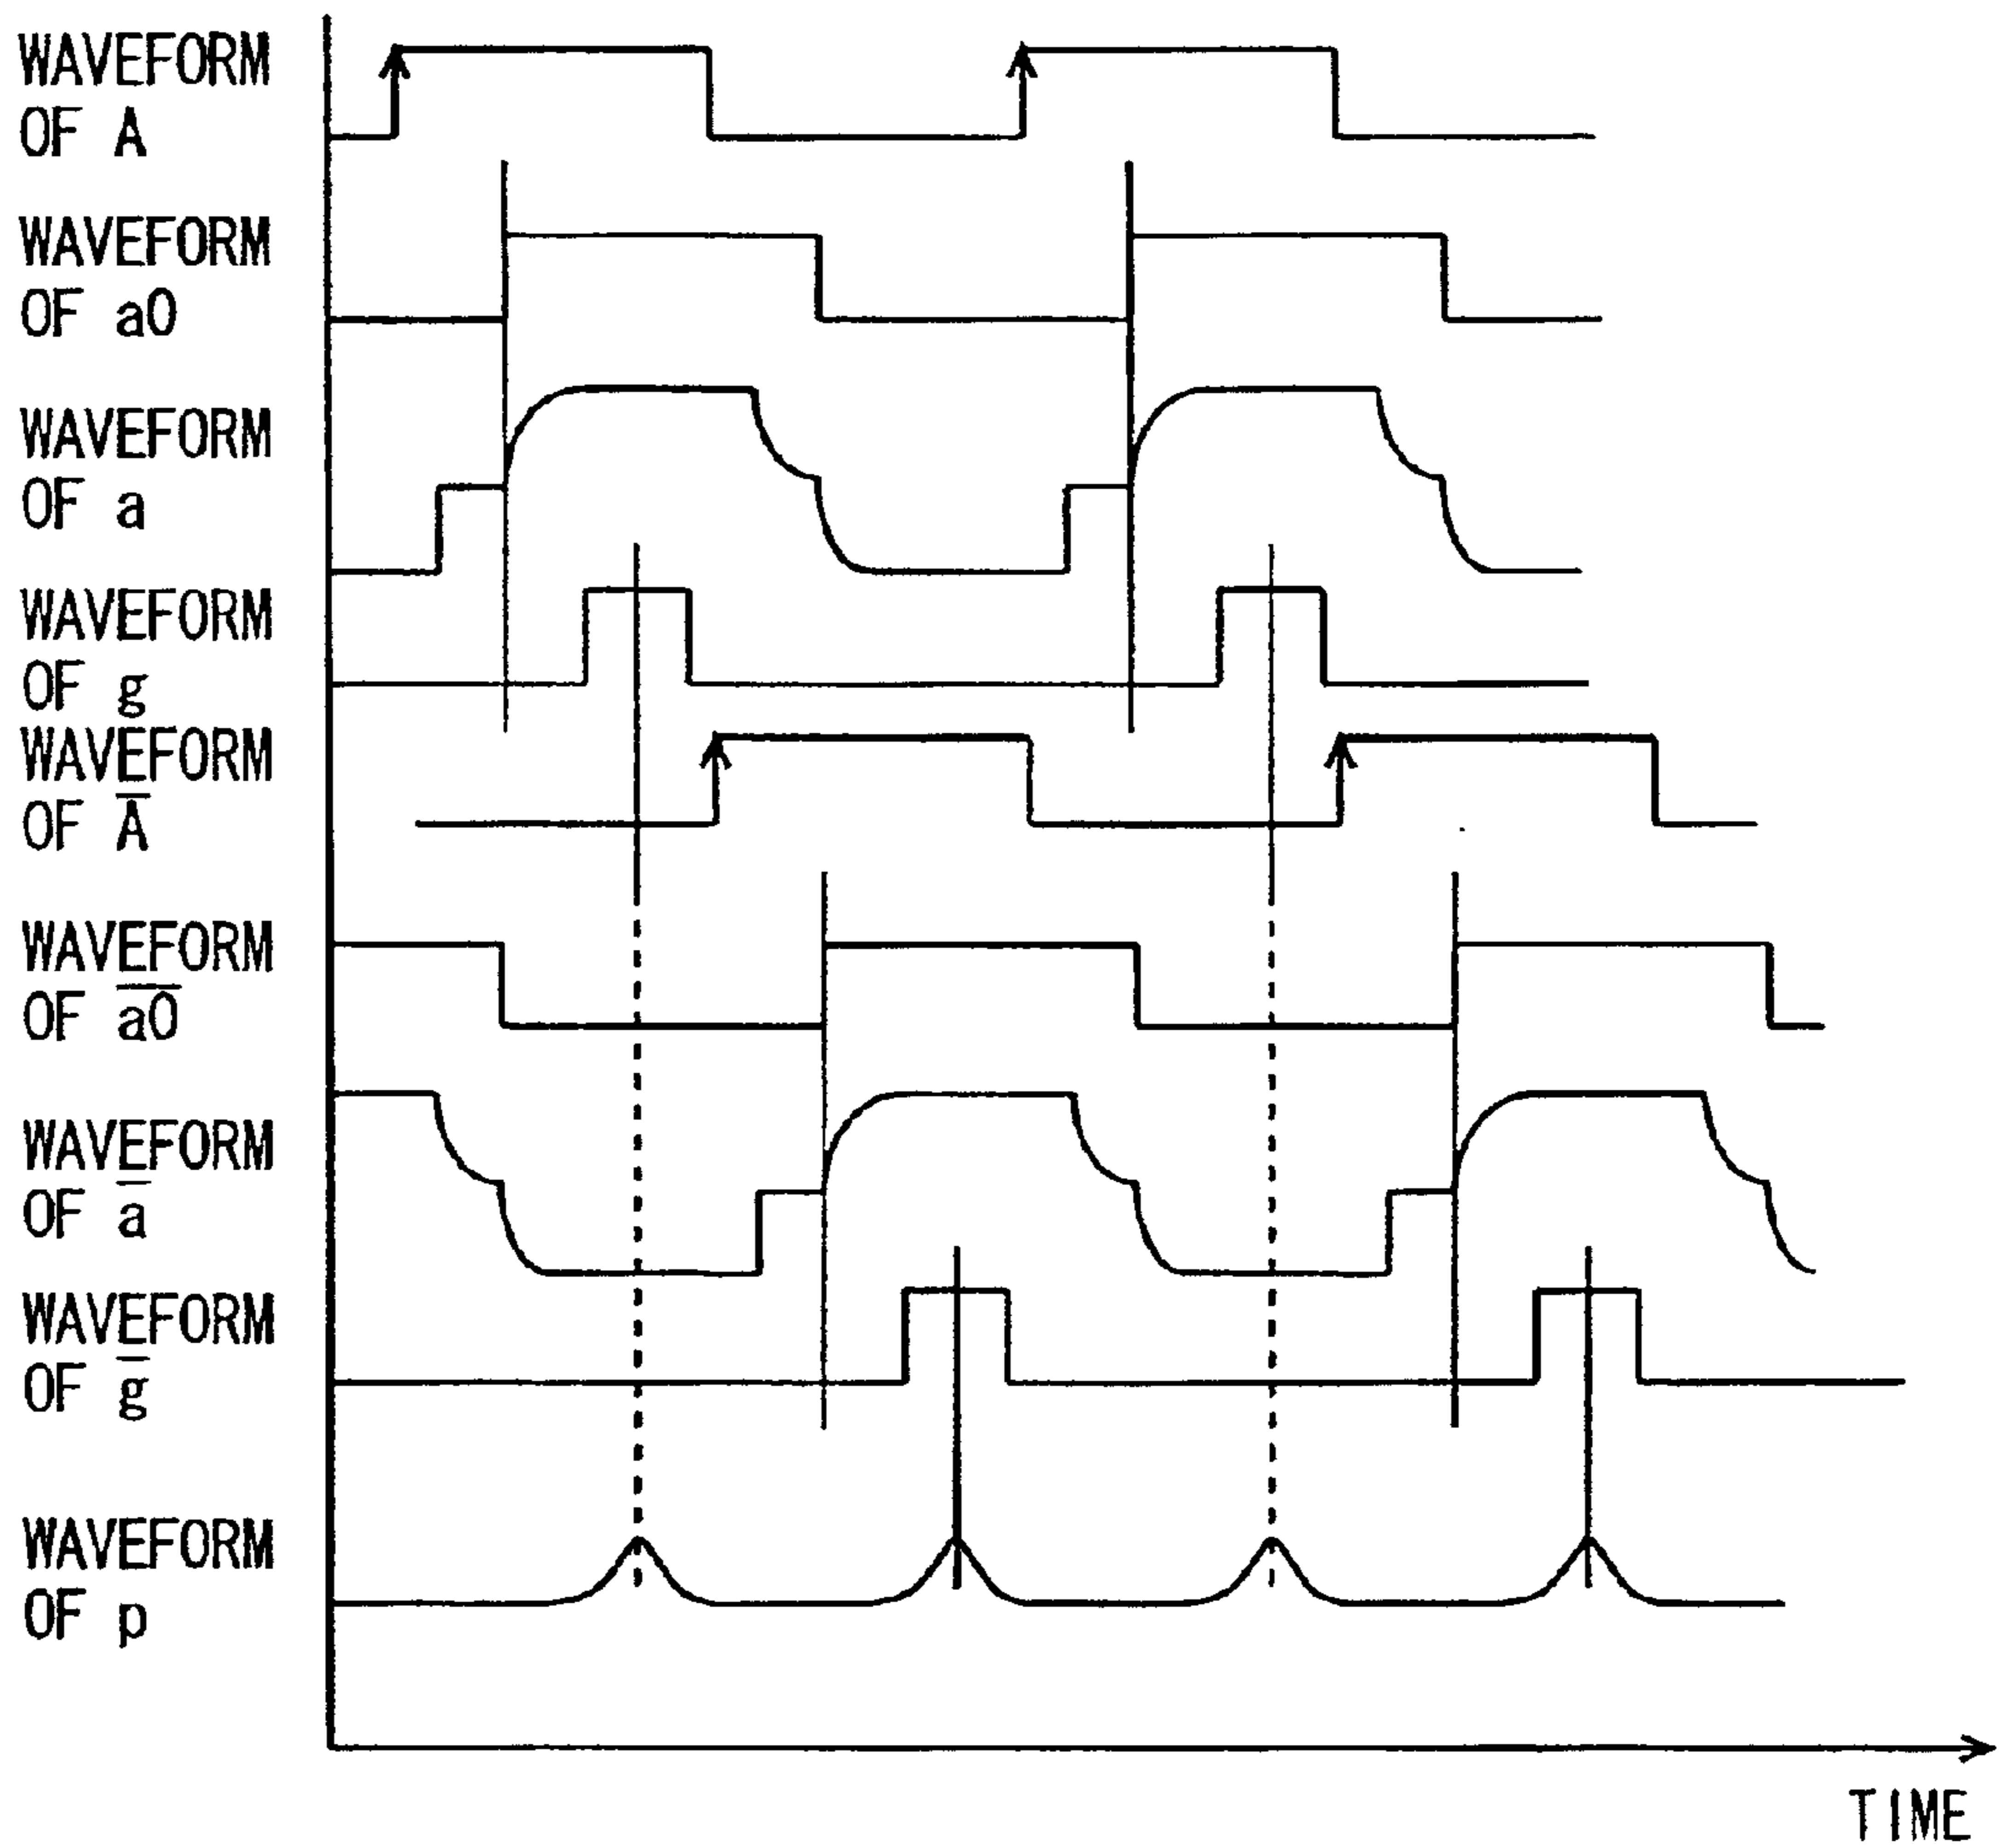 WAVEFORM
OF A
WAVEFORM
OF a0
WAVEFORM
OF a
WAVEFORM
OF g
WAVEFORM
OF A̅
WAVEFORM
OF a̅0̅
WAVEFORM
OF a̅
WAVEFORM
OF g̅
WAVEFORM
OF p
TIME